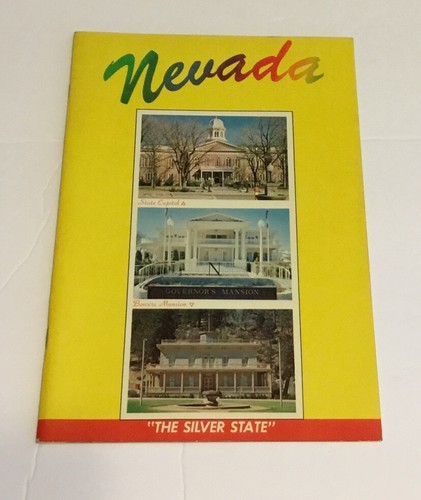 Nevada
State Capitol
N
GOVERNOR'S MANSION
Bowers Mansion
"THE SILVER STATE"